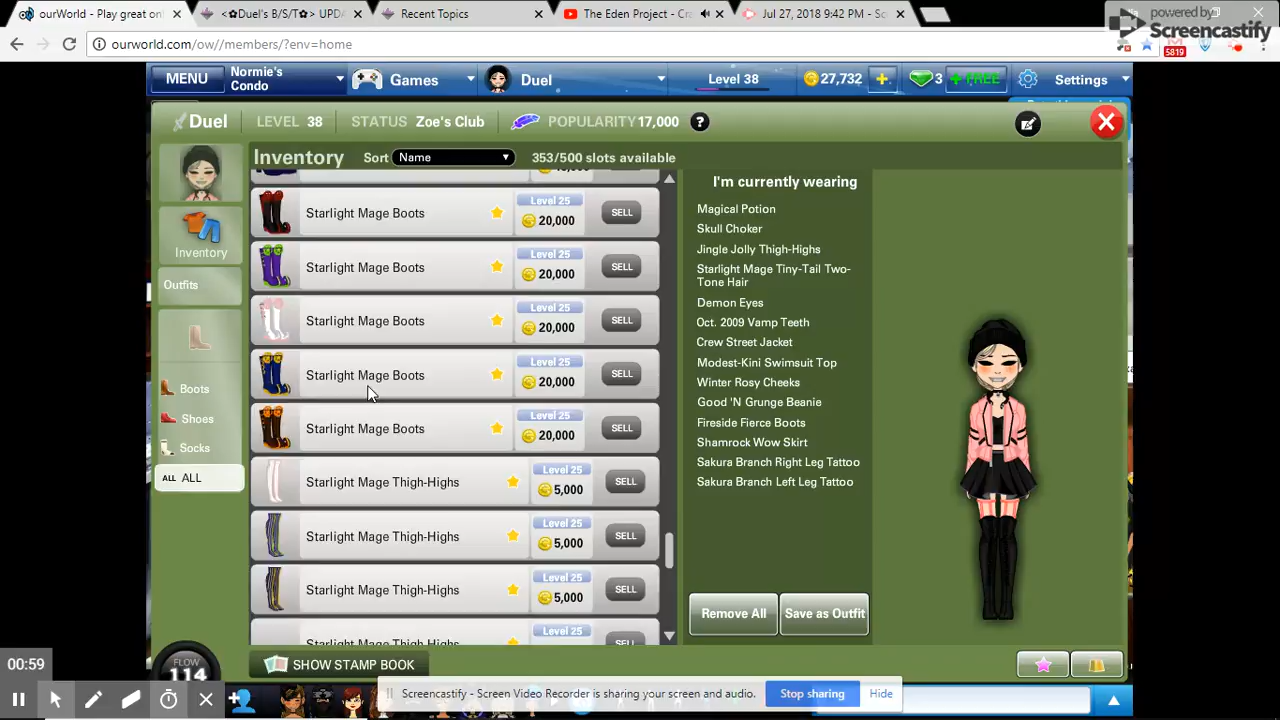 ourWorld - Play great on
<✿Duel's B/S/T✿> UPDA
Recent Topics
The Eden Project - Cr
Jul 27, 2018 9:42 PM - Sc
powered by
Screencastify
ourworld.com/ow//members/?env=home
5819
MENU
Normie's
Condo
Games
Duel
Level 38
27,732
+
3
+ FREE
Settings
Duel
LEVEL 38
STATUS Zoe's Club
POPULARITY 17,000
?
Inventory
Sort
Name
353/500 slots available
Inventory
Outfits
Boots
Shoes
Socks
ALL ALL
Starlight Mage Boots
Level 25
20,000
SELL
Starlight Mage Boots
Level 25
20,000
SELL
Starlight Mage Boots
Level 25
20,000
SELL
Starlight Mage Boots
Level 25
20,000
SELL
Starlight Mage Boots
Level 25
20,000
SELL
Starlight Mage Thigh-Highs
Level 25
5,000
SELL
Starlight Mage Thigh-Highs
Level 25
5,000
SELL
Starlight Mage Thigh-Highs
Level 25
5,000
SELL
Starlight Mage Thigh-Highs
Level 25
SELL
I'm currently wearing
Magical Potion
Skull Choker
Jingle Jolly Thigh-Highs
Starlight Mage Tiny-Tail Two-
Tone Hair
Demon Eyes
Oct. 2009 Vamp Teeth
Crew Street Jacket
Modest-Kini Swimsuit Top
Winter Rosy Cheeks
Good 'N Grunge Beanie
Fireside Fierce Boots
Shamrock Wow Skirt
Sakura Branch Right Leg Tattoo
Sakura Branch Left Leg Tattoo
Remove All
Save as Outfit
00:59
FLOW
114
SHOW STAMP BOOK
Screencastify - Screen Video Recorder is sharing your screen and audio.
Stop sharing
Hide